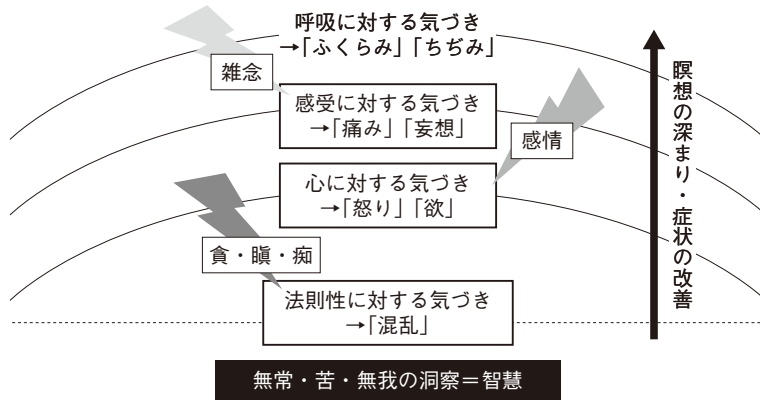 呼吸に対する気づき
→「ふくらみ」「ちぢみ」
雑念
感受に対する気づき
→「痛み」「妄想」
感情
心に対する気づき
→「怒り」「欲」
貪・瞋・痴
法則性に対する気づき
→「混乱」
無常・苦・無我の洞察＝智慧
瞑想の深まり・症状の改善